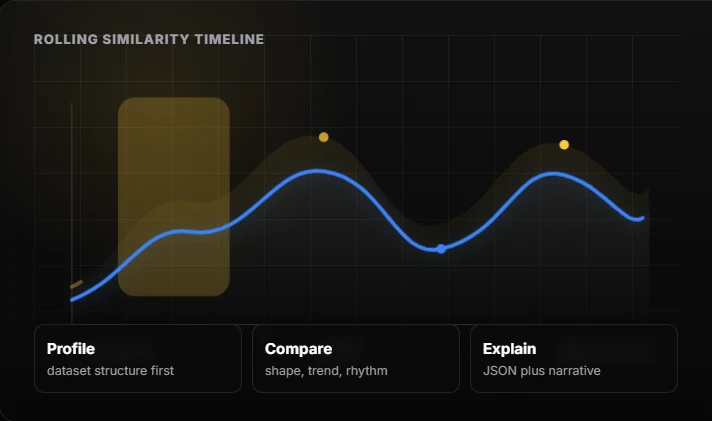 ROLLING SIMILARITY TIMELINE
Profile
dataset structure first
Compare
shape, trend, rhythm
Explain
JSON plus narrative